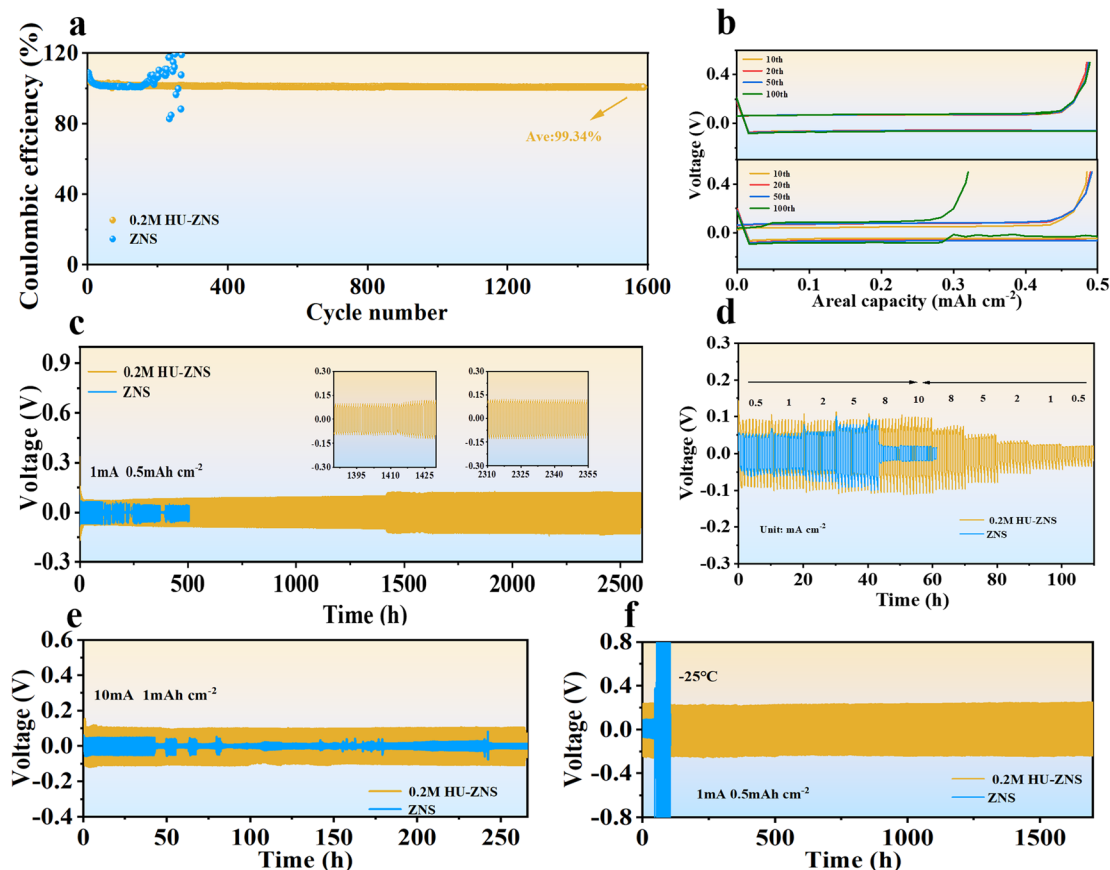 a
Coulombic effciency (%)
120
80
40
0
0.2M HU-ZNS
ZNS
Ave:99.34%
0
400
800
1200
1600
Cycle number
b
Voltage (V)
0.4
0.0
10th
20th
50th
100th
0.4
0.0
10th
20th
50th
100th
0.0
0.1
0.2
0.3
0.4
0.5
Areal capacity (mAh cm-2)
c
Voltage (V)
0.9
0.6
0.3
0.0
-0.3
0.2M HU-ZNS
ZNS
1mA 0.5mAh cm-2
0.30
0.15
0.00
-0.15
-0.30
1395
1410
1425
0.30
0.15
0.00
-0.15
-0.30
2310
2325
2340
2355
0
500
1000
1500
2000
2500
Time (h)
d
Voltage (V)
0.3
0.2
0.1
0.0
-0.1
-0.2
-0.3
0.5 1 2 5 8 10 8 5 2 1 0.5
Unit: mA cm-2
0.2M HU-ZNS
ZNS
0
20
40
60
80
100
Time (h)
e
Voltage (V)
0.6
0.4
0.2
0.0
-0.2
-0.4
10mA 1mAh cm-2
0.2M HU-ZNS
ZNS
0
50
100
150
200
250
Time (h)
f
Voltage (V)
0.8
0.4
0.0
-0.4
-0.8
-25°C
0.2M HU-ZNS
1mA 0.5mAh cm-2
ZNS
0
500
1000
1500
Time (h)